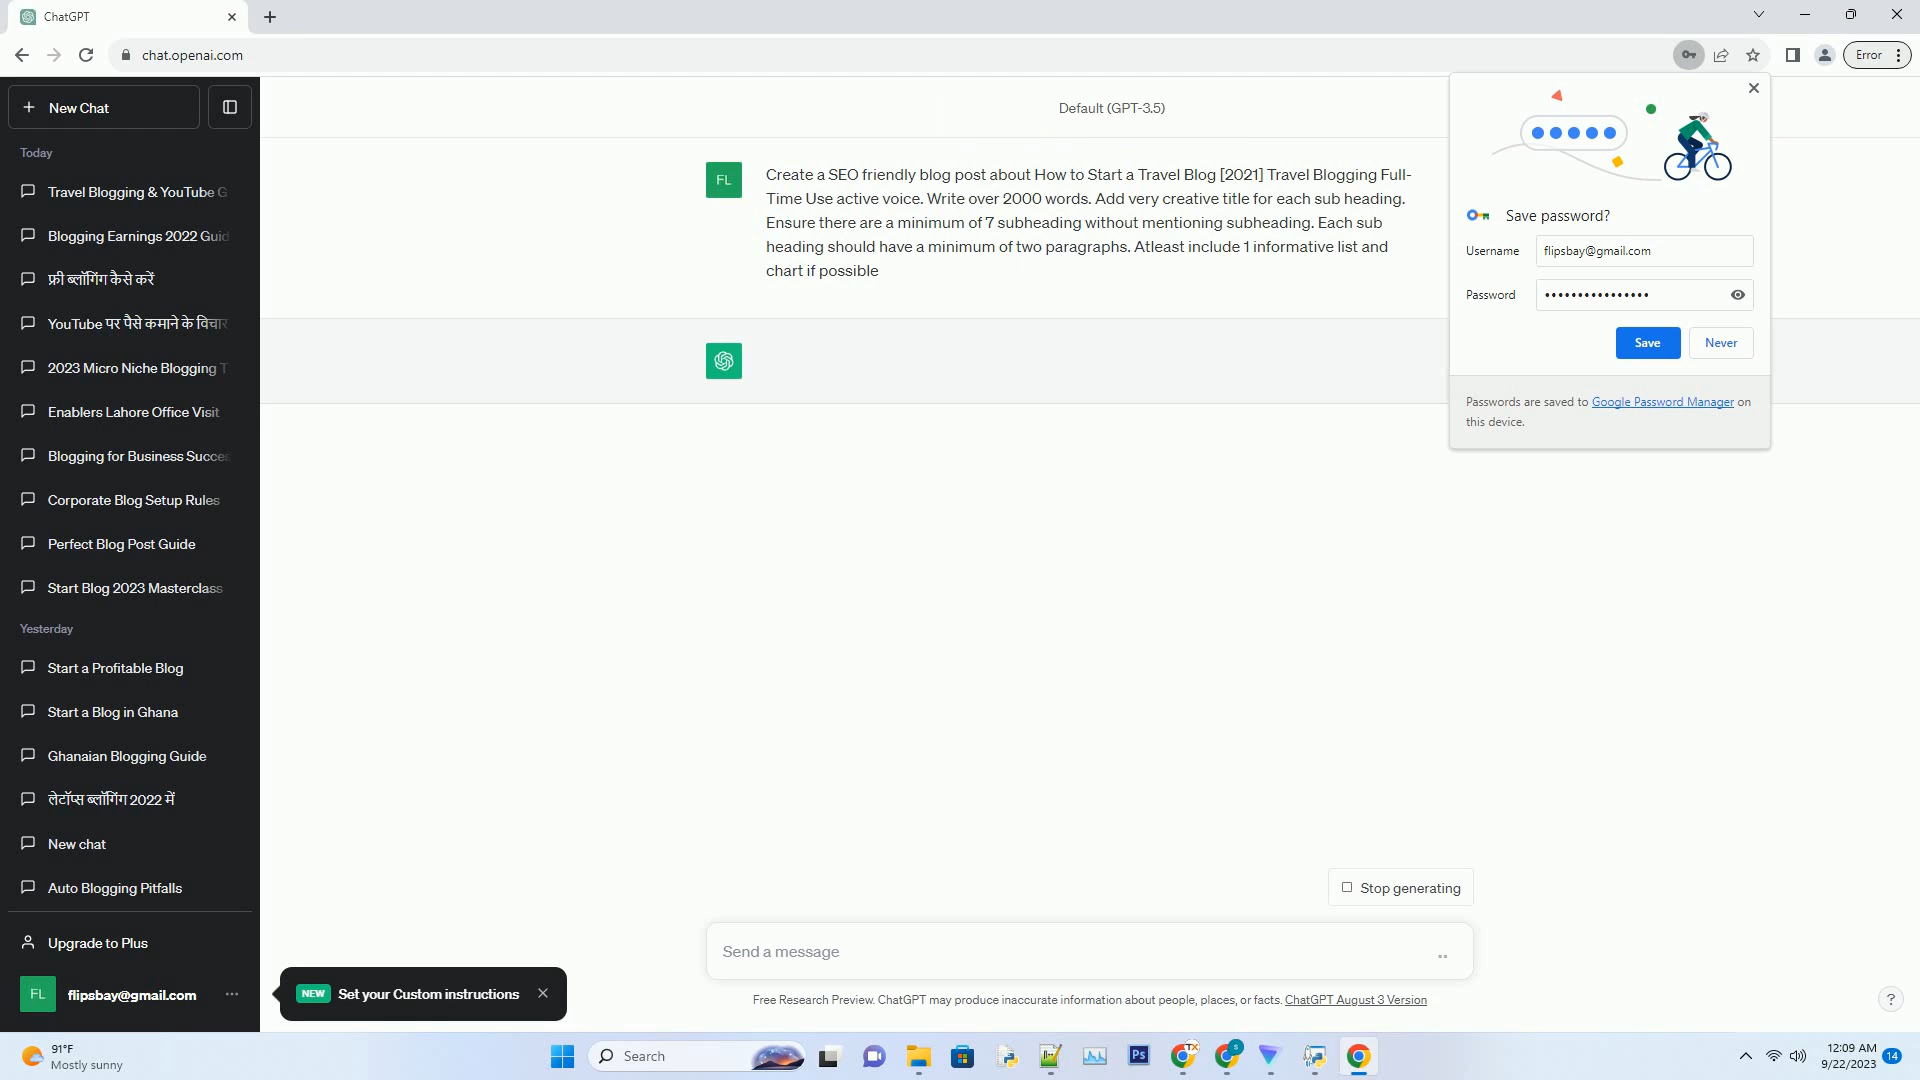 ChatGPT
chat.openai.com
Error
New Chat
Default (GPT-3.5)
Today
Travel Blogging & YouTube G
Blogging Earnings 2022 Guid
फ्री ब्लॉगिंग कैसे करें
YouTube पर पैसे कमाने के विचार
2023 Micro Niche Blogging T
Enablers Lahore Office Visit
Blogging for Business Succes
Corporate Blog Setup Rules
Perfect Blog Post Guide
Start Blog 2023 Masterclass
Yesterday
Start a Profitable Blog
Start a Blog in Ghana
Ghanaian Blogging Guide
लेटॉप्स ब्लॉगिंग 2022 में
New chat
Auto Blogging Pitfalls
Upgrade to Plus
FL flipsbay@gmail.com
NEW Set your Custom instructions
FL
Create a SEO friendly blog post about How to Start a Travel Blog [2021] Travel Blogging Full-
Time Use active voice. Write over 2000 words. Add very creative title for each sub heading.
Ensure there are a minimum of 7 subheading without mentioning subheading. Each sub
heading should have a minimum of two paragraphs. Atleast include 1 informative list and
chart if possible
Save password?
Username flipsbay@gmail.com
Password ••••••••••••••••
Save Never
Passwords are saved to Google Password Manager on
this device.
Stop generating
Send a message
Free Research Preview. ChatGPT may produce inaccurate information about people, places, or facts. ChatGPT August 3 Version
?
91°F
Mostly sunny
Search
Ps
TX
S
12:09 AM
9/22/2023
14